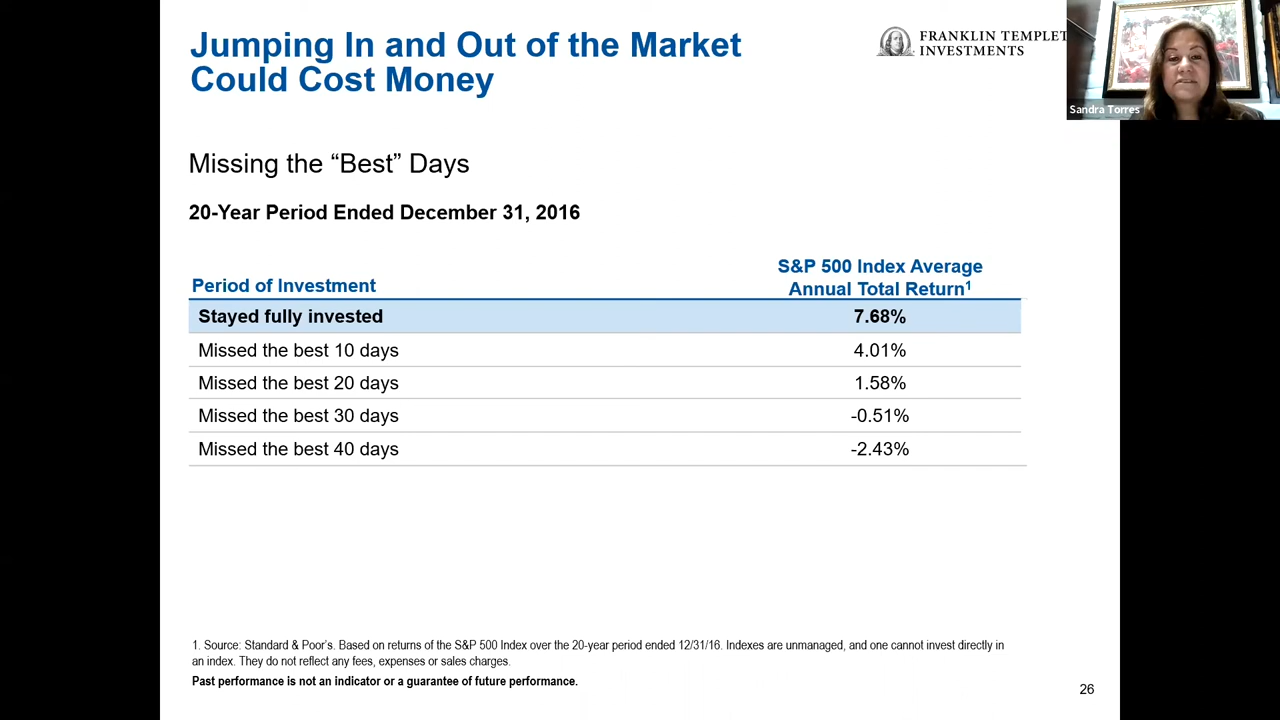 Jumping In and Out of the Market
Could Cost Money
FRANKLIN TEMPLET
INVESTMENTS
Sandra Torres
Missing the “Best” Days
20-Year Period Ended December 31, 2016
Period of Investment
S&P 500 Index Average
Annual Total Return¹
Stayed fully invested 7.68%
Missed the best 10 days 4.01%
Missed the best 20 days 1.58%
Missed the best 30 days -0.51%
Missed the best 40 days -2.43%
1. Source: Standard & Poor’s. Based on returns of the S&P 500 Index over the 20-year period ended 12/31/16. Indexes are unmanaged, and one cannot invest directly in
an index. They do not reflect any fees, expenses or sales charges.
Past performance is not an indicator or a guarantee of future performance.
26